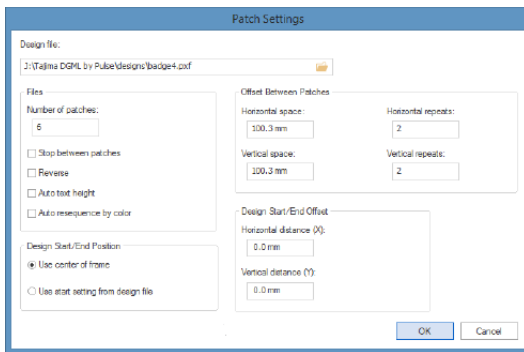 Patch Settings
Design file:
J:\Tajima DGML by Pulse\designs\badge4.pxf
Files
Number of patches:
6
Stop between patches
Reverse
Auto text height
Auto resequence by color
Offset Between Patches
Horizontal space:
Horizontal repeats:
100.3 mm
2
Vertical space:
Vertical repeats:
100.3 mm
2
Design Start/End Position
Use center of frame
Use start setting from design file
Design Start/End Offset
Horizontal distance (X):
0.0 mm
Vertical distance (Y):
0.0 mm
OK
Cancel